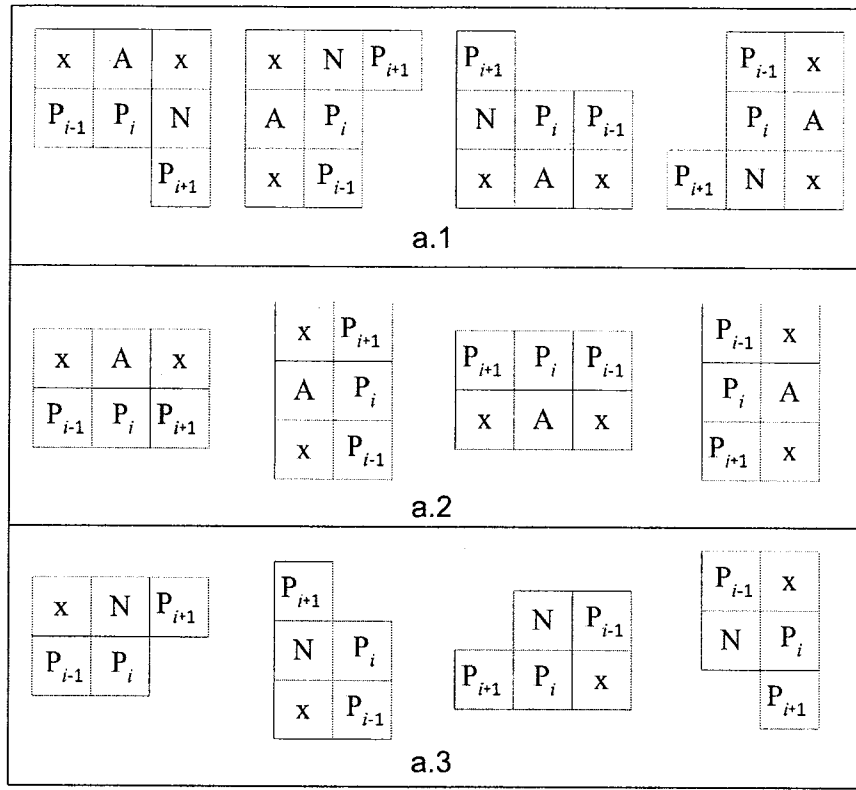 x A x
P_{i-1} P_i N
P_{i+1}
x N P_{i+1}
A P_i
x P_{i-1}
P_{i+1}
N P_i P_{i-1}
x A x
P_{i-1} x
P_i A
P_{i+1} N x
a.1
x A x
P_{i-1} P_i P_{i+1}
x P_{i+1}
A P_i
x P_{i-1}
P_{i+1} P_i P_{i-1}
x A x
P_{i-1} x
P_i A
P_{i+1} x
a.2
x N P_{i+1}
P_{i-1} P_i
P_{i+1}
N P_i
x P_{i-1}
N P_{i-1}
P_{i+1} P_i x
P_{i-1} x
N P_i
P_{i+1}
a.3